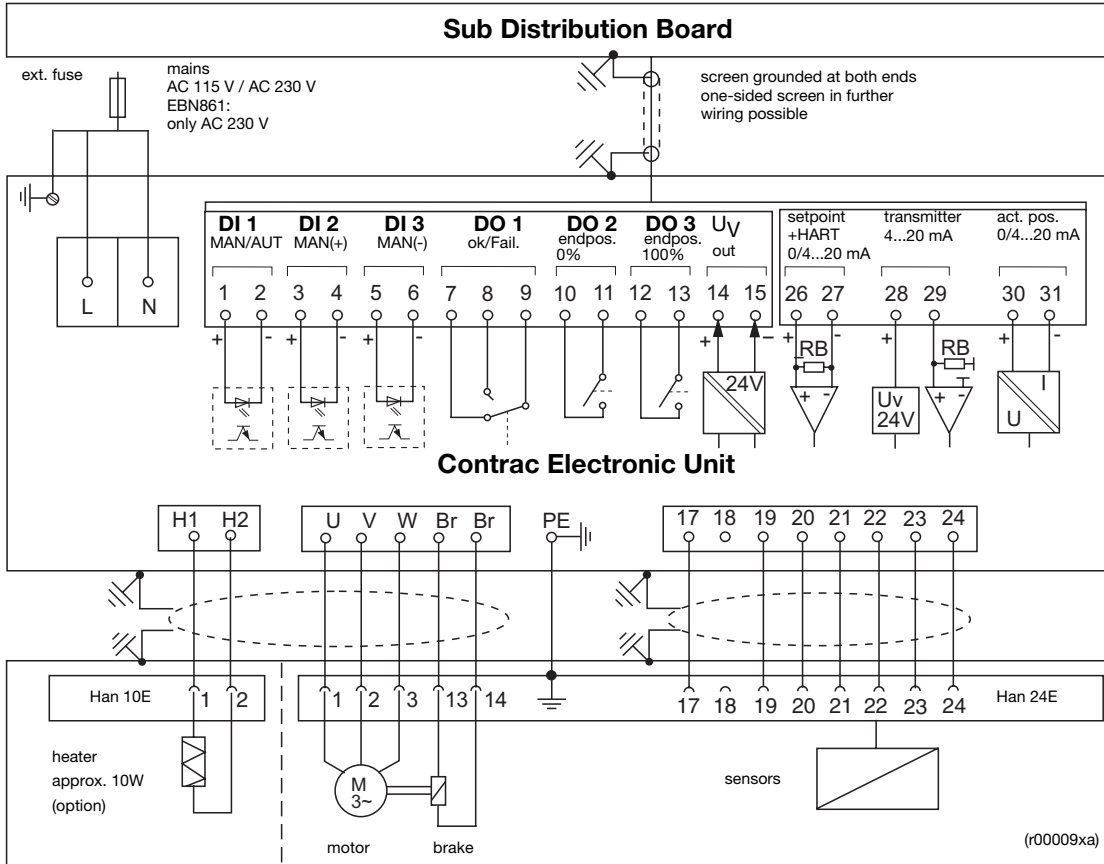 Sub Distribution Board
ext. fuse
mains
AC 115 V / AC 230 V
EBN861:
only AC 230 V
screen grounded at both ends
one-sided screen in further
wiring possible
L N
DI 1 DI 2 DI 3 DO 1 DO 2 DO 3 UV
MAN/AUT MAN(+) MAN(-) ok/Fail. endpos. endpos. out
0% 100%
setpoint transmitter act. pos.
+HART 4...20 mA 0/4...20 mA
0/4...20 mA
1 2 3 4 5 6 7 8 9 10 11 12 13 14 15 26 27 28 29 30 31
+ - + - + - + - + - + + -
RB RB
24V + - Uv 24V + - I U
Contrac Electronic Unit
H1 H2 U V W Br Br PE 17 18 19 20 21 22 23 24
Han 10E 1 2 1 2 3 13 14 17 18 19 20 21 22 23 24 Han 24E
heater
approx. 10W
(option)
M
3~
motor brake
sensors
(r00009xa)